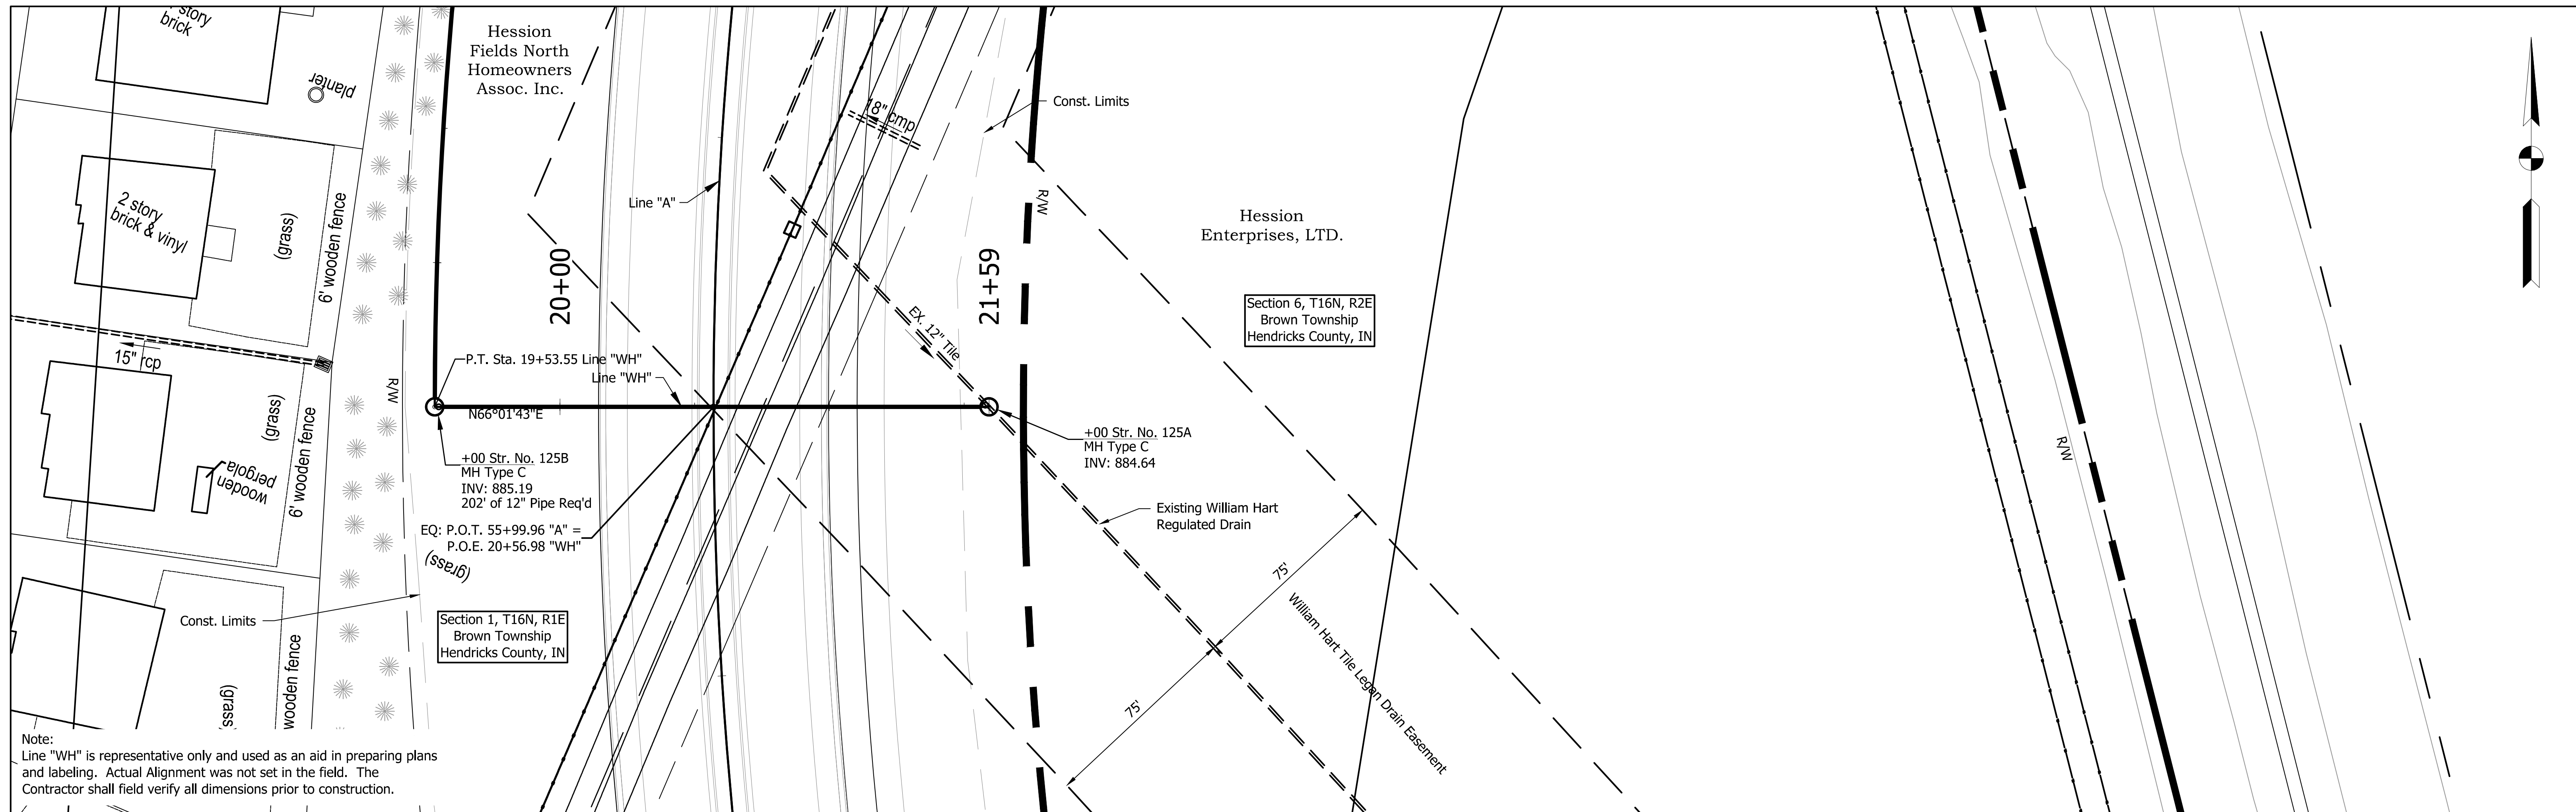 story
brick
planter
Hession
Fields North
Homeowners
Assoc. Inc.
18" cmp
Const. Limits
Line "A"
R/W
2 story
brick & vinyl
(grass)
6' wooden fence
Hession
Enterprises, LTD.
20+00
21+59
Section 6, T16N, R2E
Brown Township
Hendricks County, IN
EX. 12" Tile
15" rcp
P.T. Sta. 19+53.55 Line "WH"
Line "WH"
R/W
N66°01'43"E
(grass)
6' wooden fence
wooden
pergola
+00 Str. No. 125B
MH Type C
INV: 885.19
202' of 12" Pipe Req'd
+00 Str. No. 125A
MH Type C
INV: 884.64
R/W
Existing William Hart
Regulated Drain
EQ: P.O.T. 55+99.96 "A" =
P.O.E. 20+56.98 "WH"
(grass)
75'
William Hart Tile Legan Drain Easement
75'
Const. Limits
Section 1, T16N, R1E
Brown Township
Hendricks County, IN
(grass)
wooden fence
Note:
Line "WH" is representative only and used as an aid in preparing plans
and labeling. Actual Alignment was not set in the field. The
Contractor shall field verify all dimensions prior to construction.